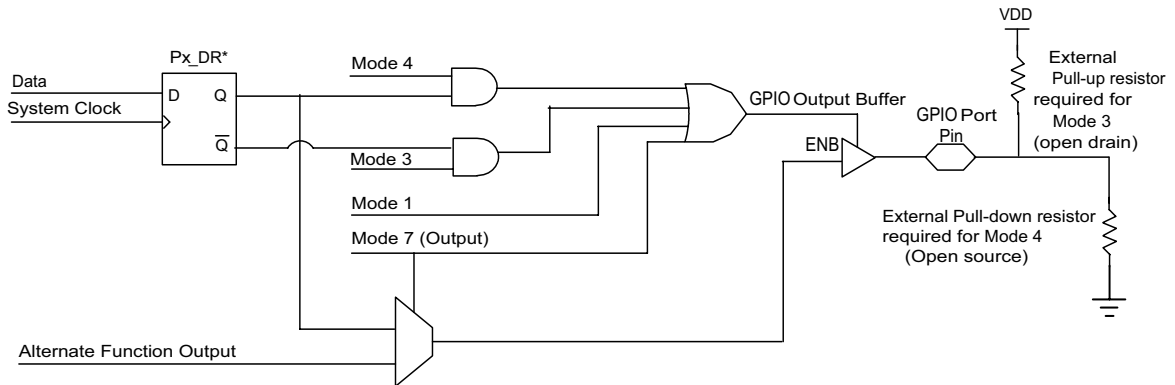 VDD
Px_DR*
Mode 4
External
Pull-up resistor
required for
Mode 3
(open drain)
Data
D
Q
System Clock
GPIO Output Buffer
GPIO Port
Pin
Q
ENB
Mode 3
Mode 1
External Pull-down resistor
required for Mode 4
(Open source)
Mode 7 (Output)
Alternate Function Output